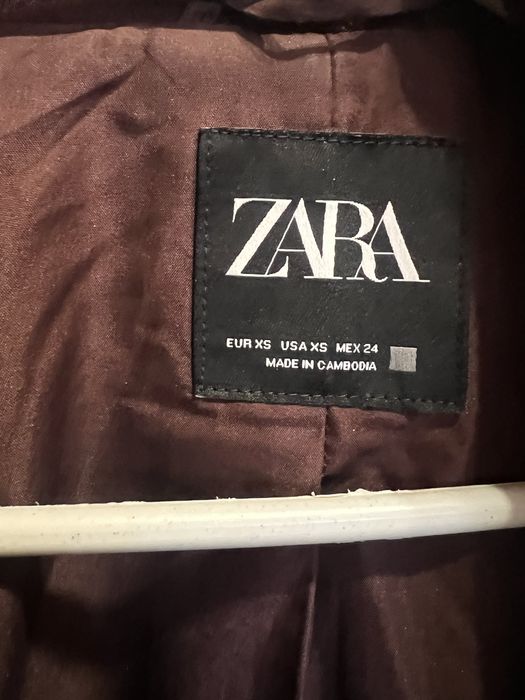 ZARA
EUR XS USA XS MEX 24
MADE IN CAMBODIA